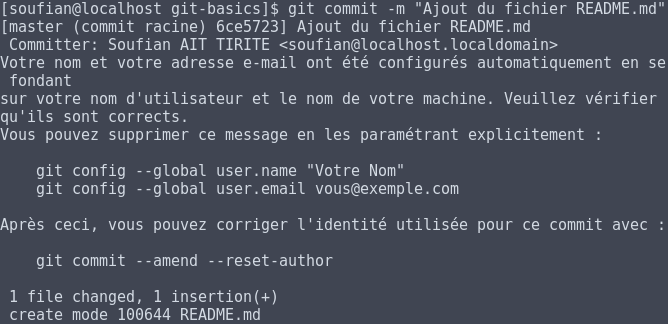 [soufian@localhost git-basics]$ git commit -m "Ajout du fichier README.md"
[master (commit racine) 6ce5723] Ajout du fichier README.md
 Committer: Soufian AIT TIRITE <soufian@localhost.localdomain>
Votre nom et votre adresse e-mail ont été configurés automatiquement en se
 fondant
sur votre nom d'utilisateur et le nom de votre machine. Veuillez vérifier
qu'ils sont corrects.
Vous pouvez supprimer ce message en les paramétrant explicitement :

    git config --global user.name "Votre Nom"
    git config --global user.email vous@exemple.com

Après ceci, vous pouvez corriger l'identité utilisée pour ce commit avec :

    git commit --amend --reset-author

 1 file changed, 1 insertion(+)
 create mode 100644 README.md